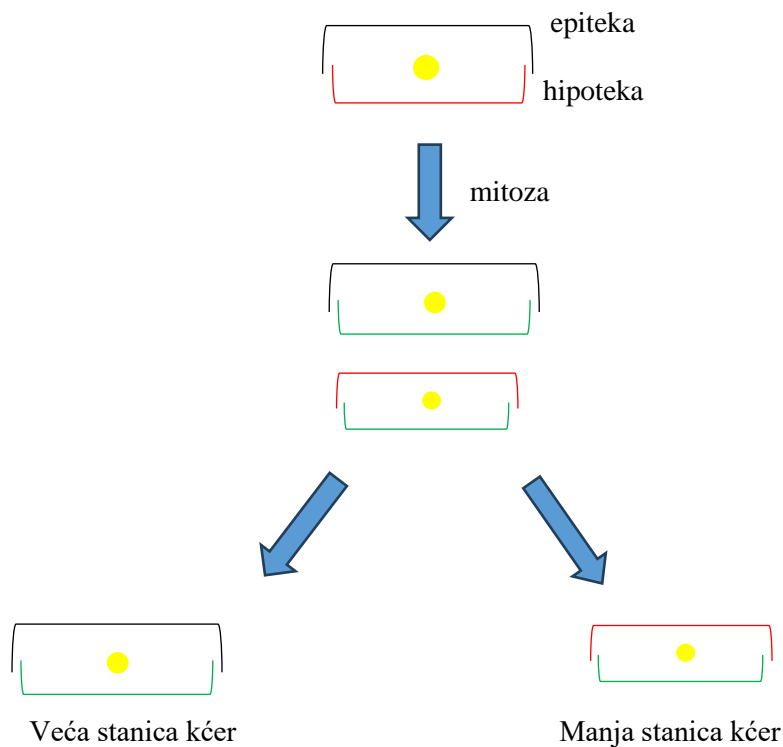 epiteka
hipoteka
mitoza
Veća stanica kćer
Manja stanica kćer